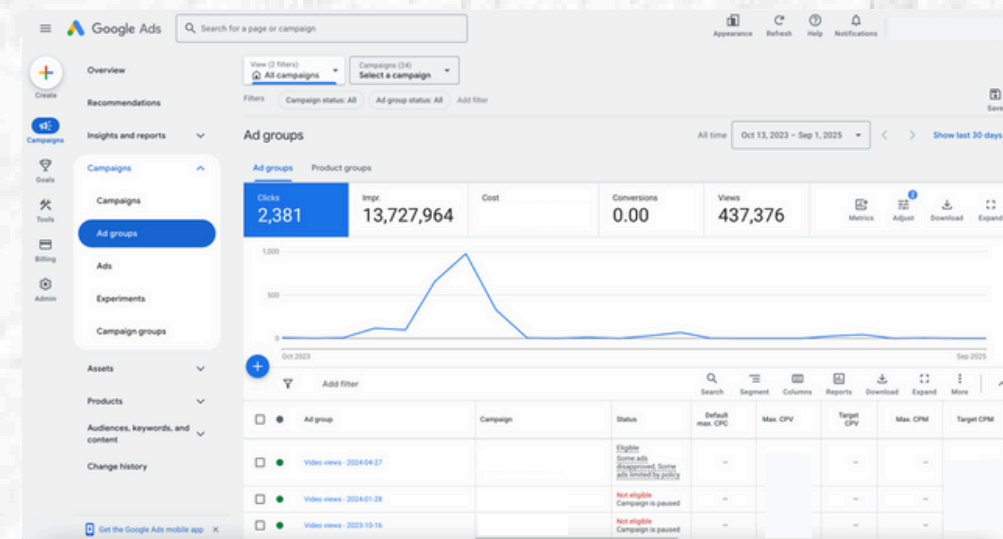 Google Ads
Search for a page or campaign
Appearance
Refresh
Help
Notifications
Create
Campaigns
Goals
Tools
Billing
Admin
Overview
Recommendations
Insights and reports
Campaigns
Campaigns
Ad groups
Ads
Experiments
Campaign groups
Assets
Products
Audiences, keywords, and
content
Change history
Get the Google Ads mobile app
View (2 filters)
All campaigns
Campaigns (24)
Select a campaign
Filters
Campaign status: All
Ad group status: All
Add filter
Save
Ad groups
All time
Oct 13, 2023 – Sep 1, 2025
Show last 30 days
Ad groups
Product groups
Clicks
2,381
Impr.
13,727,964
Cost
Conversions
0.00
Views
437,376
Metrics
2
Adjust
Download
Expand
1,000
500
0
Oct 2023
Sep 2025
Add filter
Search
Segment
Columns
Reports
Download
Expand
More
Ad group
Campaign
Status
Default
max. CPC
Max. CPV
Target
CPV
Max. CPM
Target CPM
Video views - 2024-04-27
Eligible
Some ads
disapproved, Some
ads limited by policy
–
–
–
Video views - 2024-01-28
Not eligible
Campaign is paused
–
–
–
Video views - 2023-10-16
Not eligible
Campaign is paused
–
–
–